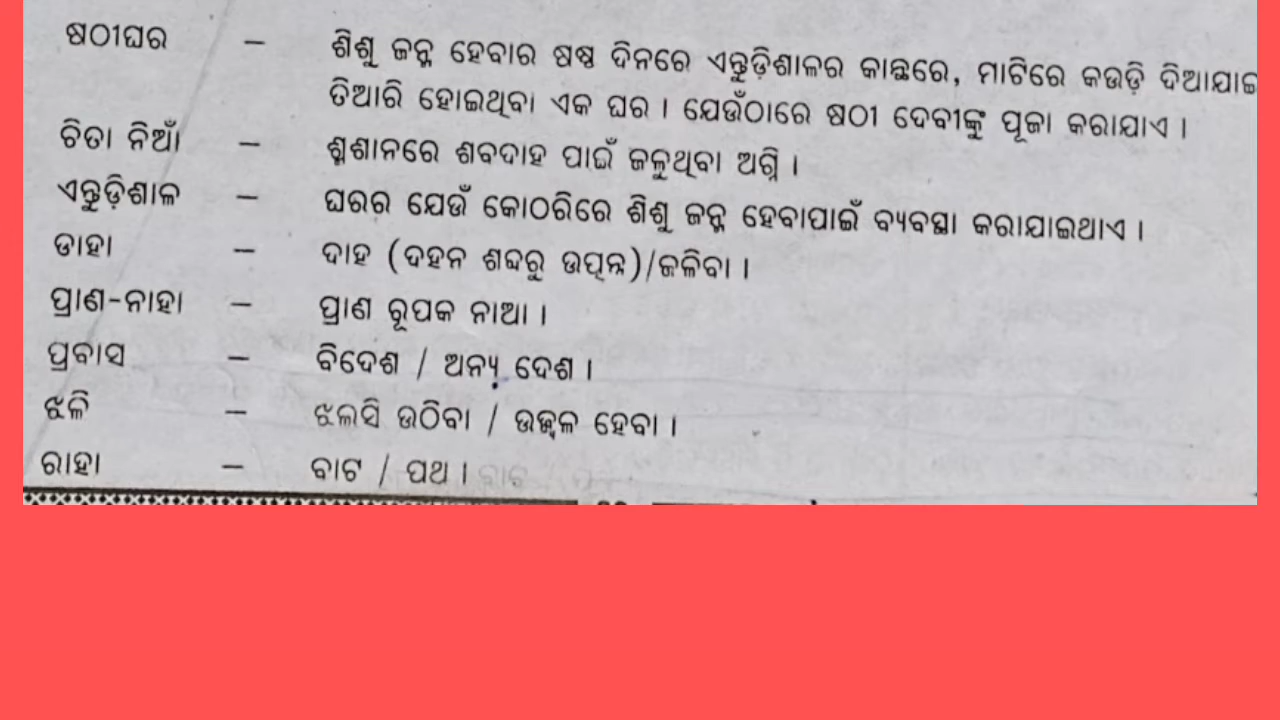 ଷଠୀଘର – ଶିଶୁ ଜନ୍ମ ହେବାର ଷଷ୍ଠ ଦିନରେ ଏନ୍ତୁଡ଼ିଶାଳର କାନ୍ଥରେ, ମାଟିରେ କଉଡ଼ି ଦିଆଯାଇ
ତିଆରି ହୋଇଥିବା ଏକ ଘର । ଯେଉଁଠାରେ ଷଠୀ ଦେବୀଙ୍କୁ ପୂଜା କରାଯାଏ ।
ଚିତା ନିଆଁ – ଶ୍ମଶାନରେ ଶବଦାହ ପାଇଁ ଜଳୁଥିବା ଅଗ୍ନି ।
ଏନ୍ତୁଡ଼ିଶାଳ – ଘରର ଯେଉଁ କୋଠରିରେ ଶିଶୁ ଜନ୍ମ ହେବାପାଇଁ ବ୍ୟବସ୍ଥା କରାଯାଇଥାଏ ।
ଡାହା – ଦାହ (ଦହନ ଶବ୍ଦରୁ ଉତ୍ପନ୍ନ)/ଜଳିବା ।
ପ୍ରାଣ-ନାହା – ପ୍ରାଣ ରୂପକ ନାଆ ।
ପ୍ରବାସ – ବିଦେଶ / ଅନ୍ୟ ଦେଶ ।
ଝଳି – ଝଲସି ଉଠିବା / ଉଜ୍ଜ୍ୱଳ ହେବା ।
ରାହା – ବାଟ / ପଥ ।